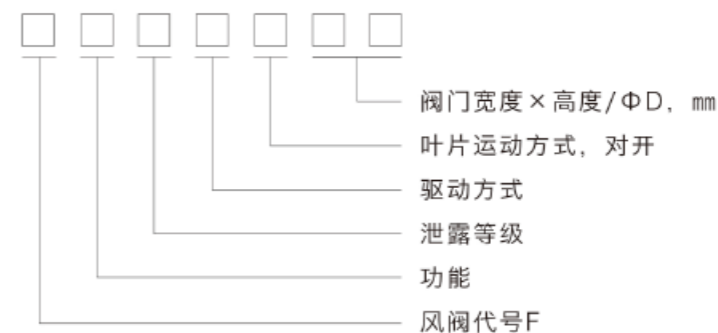 阀门宽度×高度/ΦD，mm
叶片运动方式，对开
驱动方式
泄露等级
功能
风阀代号F